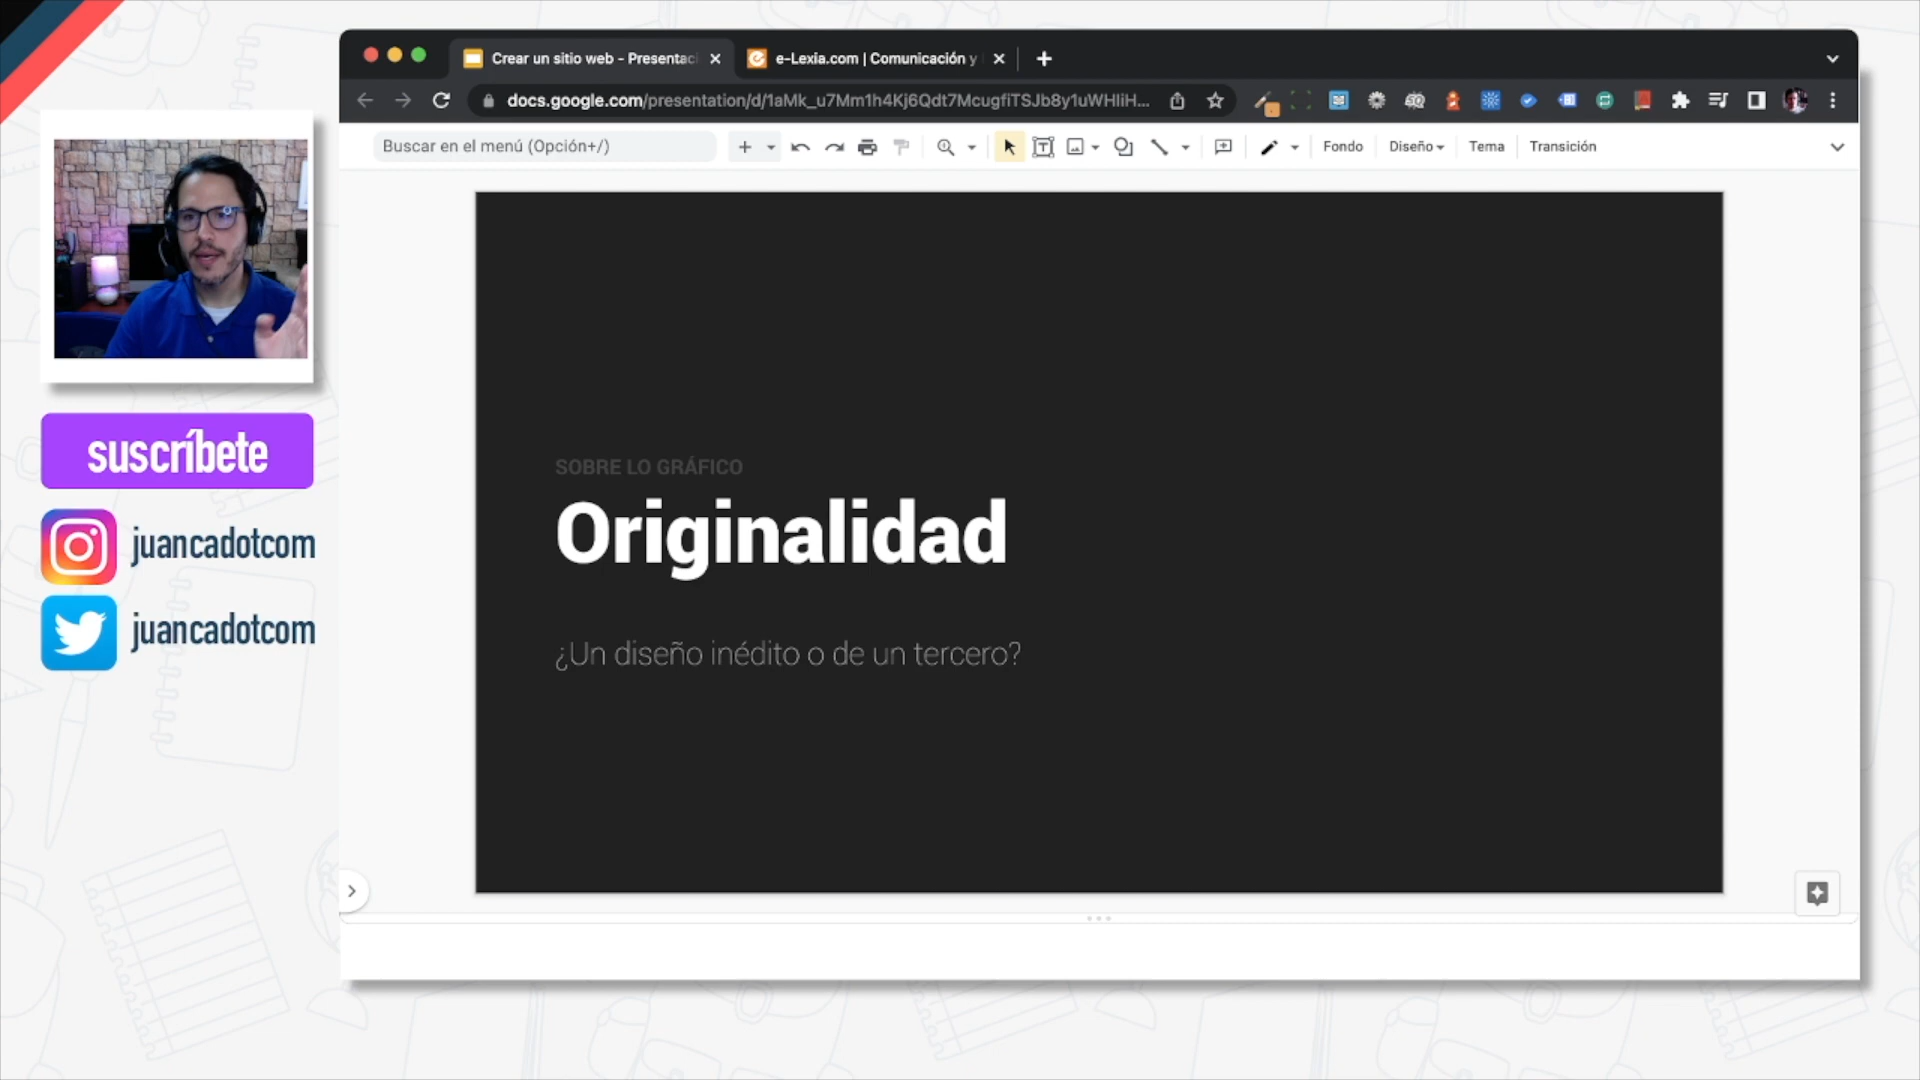 Crear un sitio web - Presentaci
e-Lexia.com | Comunicación y
docs.google.com/presentation/d/1aMk_u7Mm1h4Kj6Qdt7McugfiTSJb8y1uWHIiH...
Buscar en el menú (Opción+/)
Fondo
Diseño
Tema
Transición
suscríbete
juancadotcom
juancadotcom
SOBRE LO GRÁFICO
Originalidad
¿Un diseño inédito o de un tercero?